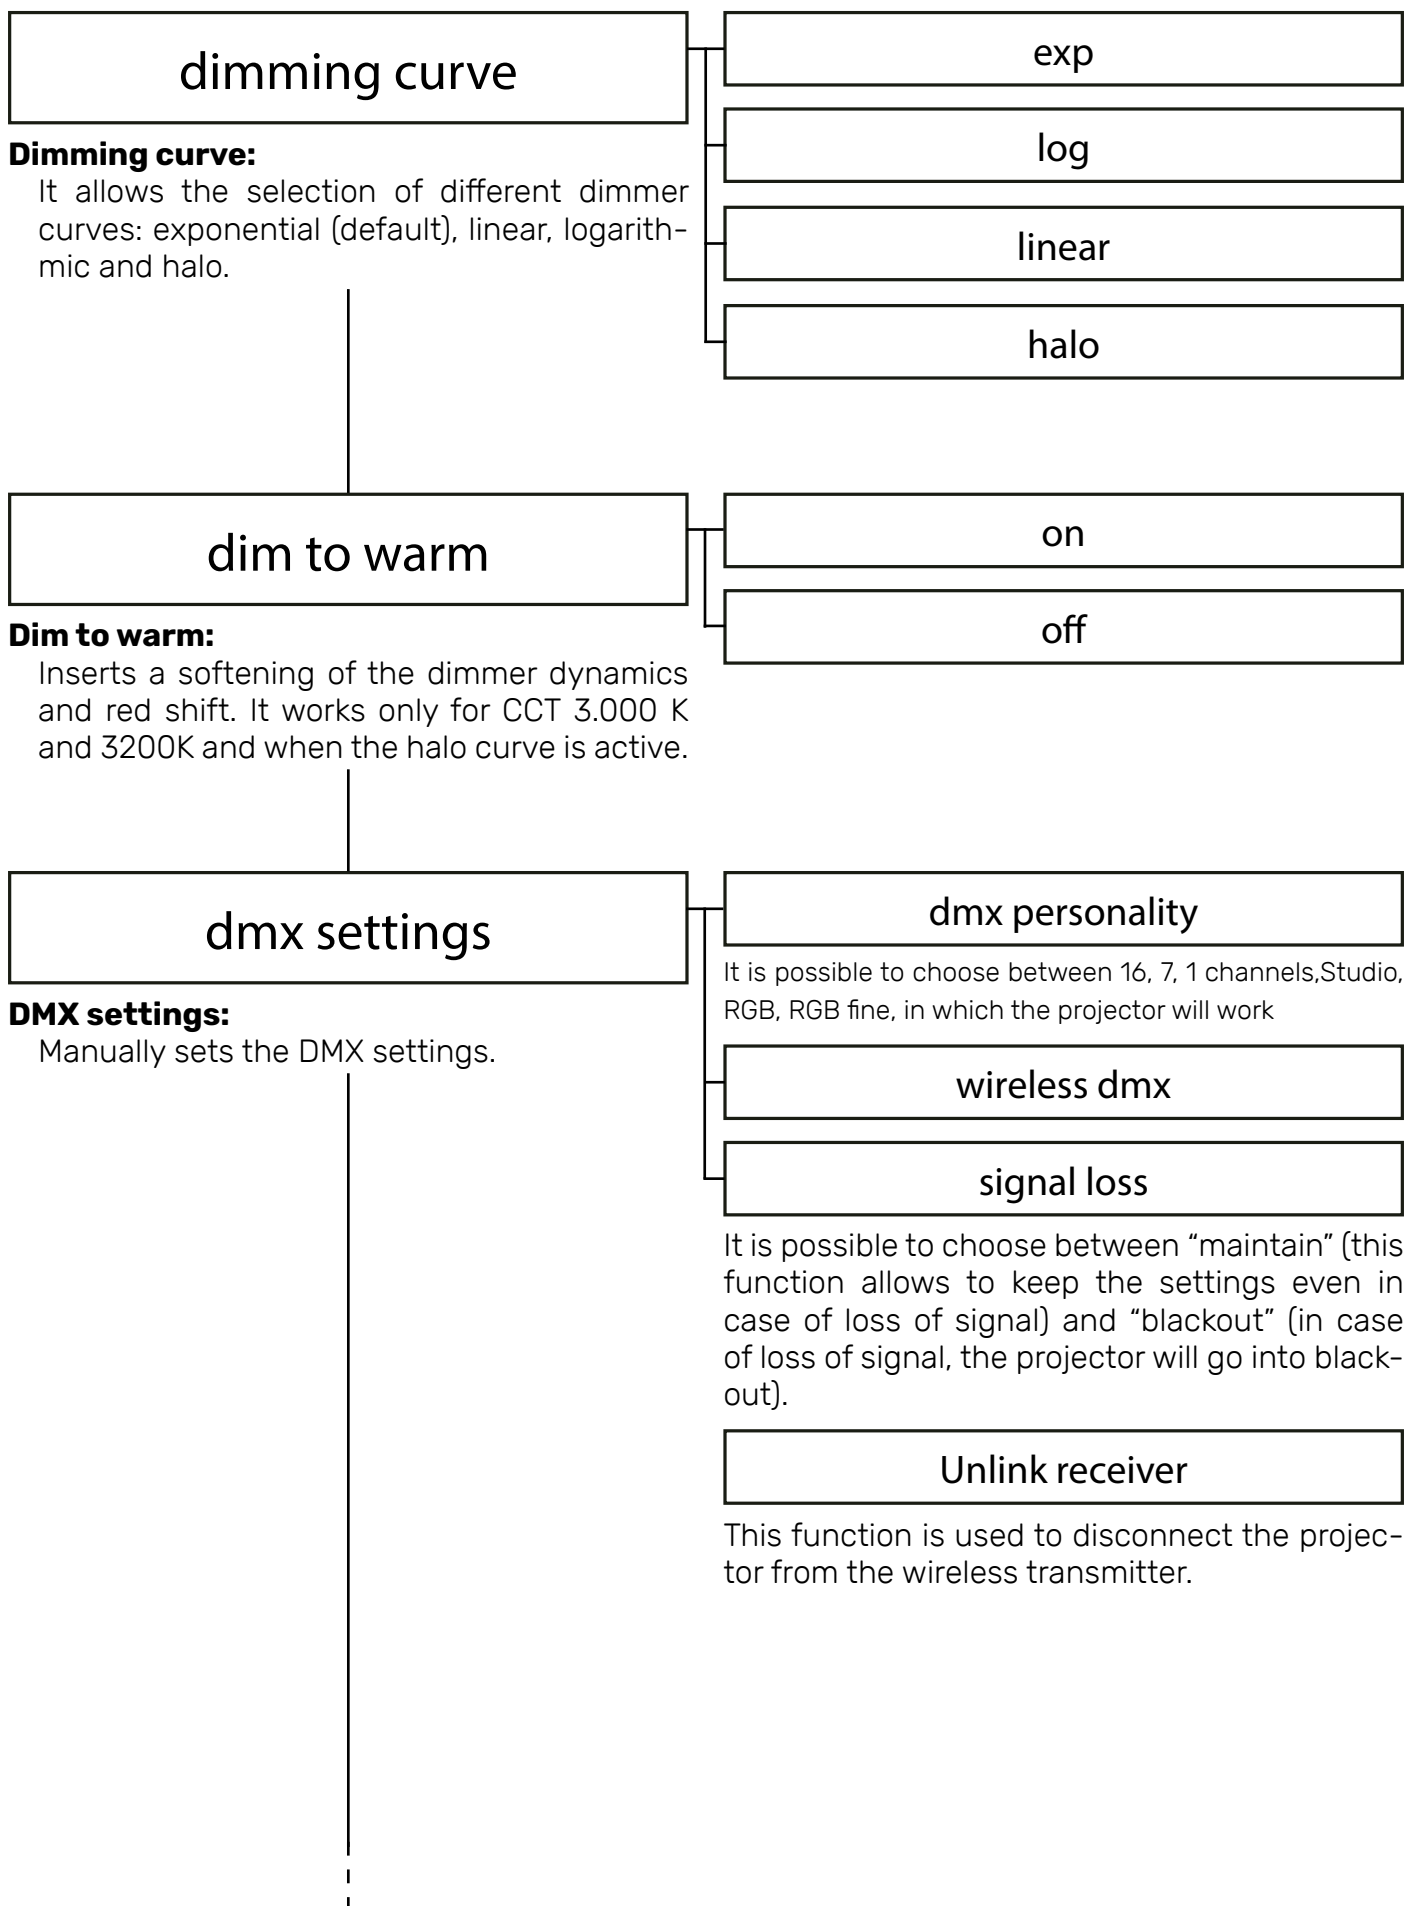 dimming curve
Dimming curve:
It allows the selection of different dimmer
curves: exponential (default), linear, logarith-
mic and halo.
exp
log
linear
halo
dim to warm
Dim to warm:
Inserts a softening of the dimmer dynamics
and red shift. It works only for CCT 3.000 K
and 3200K and when the halo curve is active.
on
off
dmx settings
DMX settings:
Manually sets the DMX settings.
dmx personality
It is possible to choose between 16, 7, 1 channels,Studio,
RGB, RGB fine, in which the projector will work
wireless dmx
signal loss
It is possible to choose between “maintain” (this
function allows to keep the settings even in
case of loss of signal) and “blackout” (in case
of loss of signal, the projector will go into black-
out).
Unlink receiver
This function is used to disconnect the projec-
tor from the wireless transmitter.